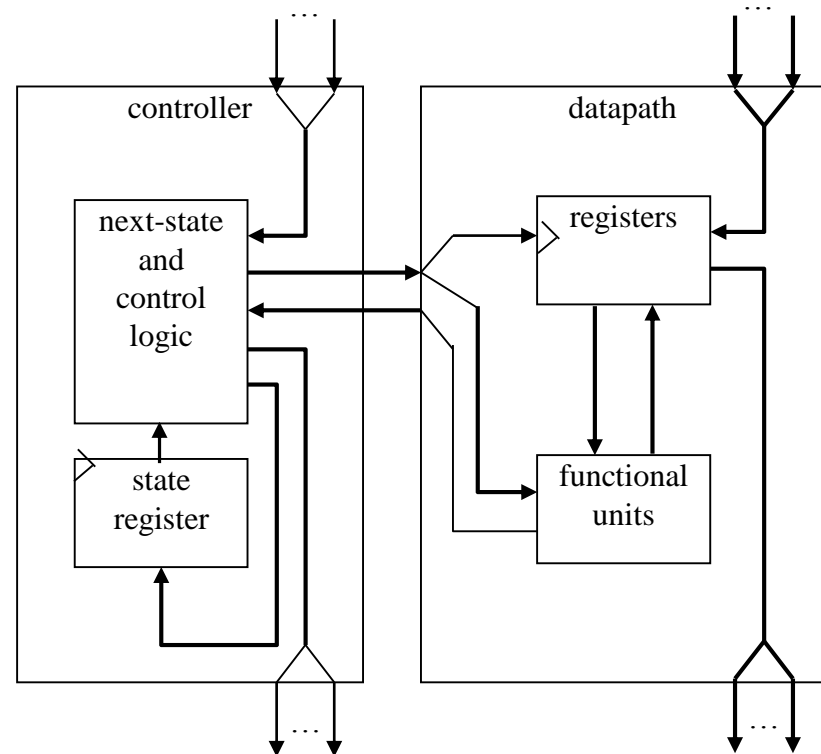 ...
...
controller
datapath
next-state
and
control
logic
registers
state
register
functional
units
...
...